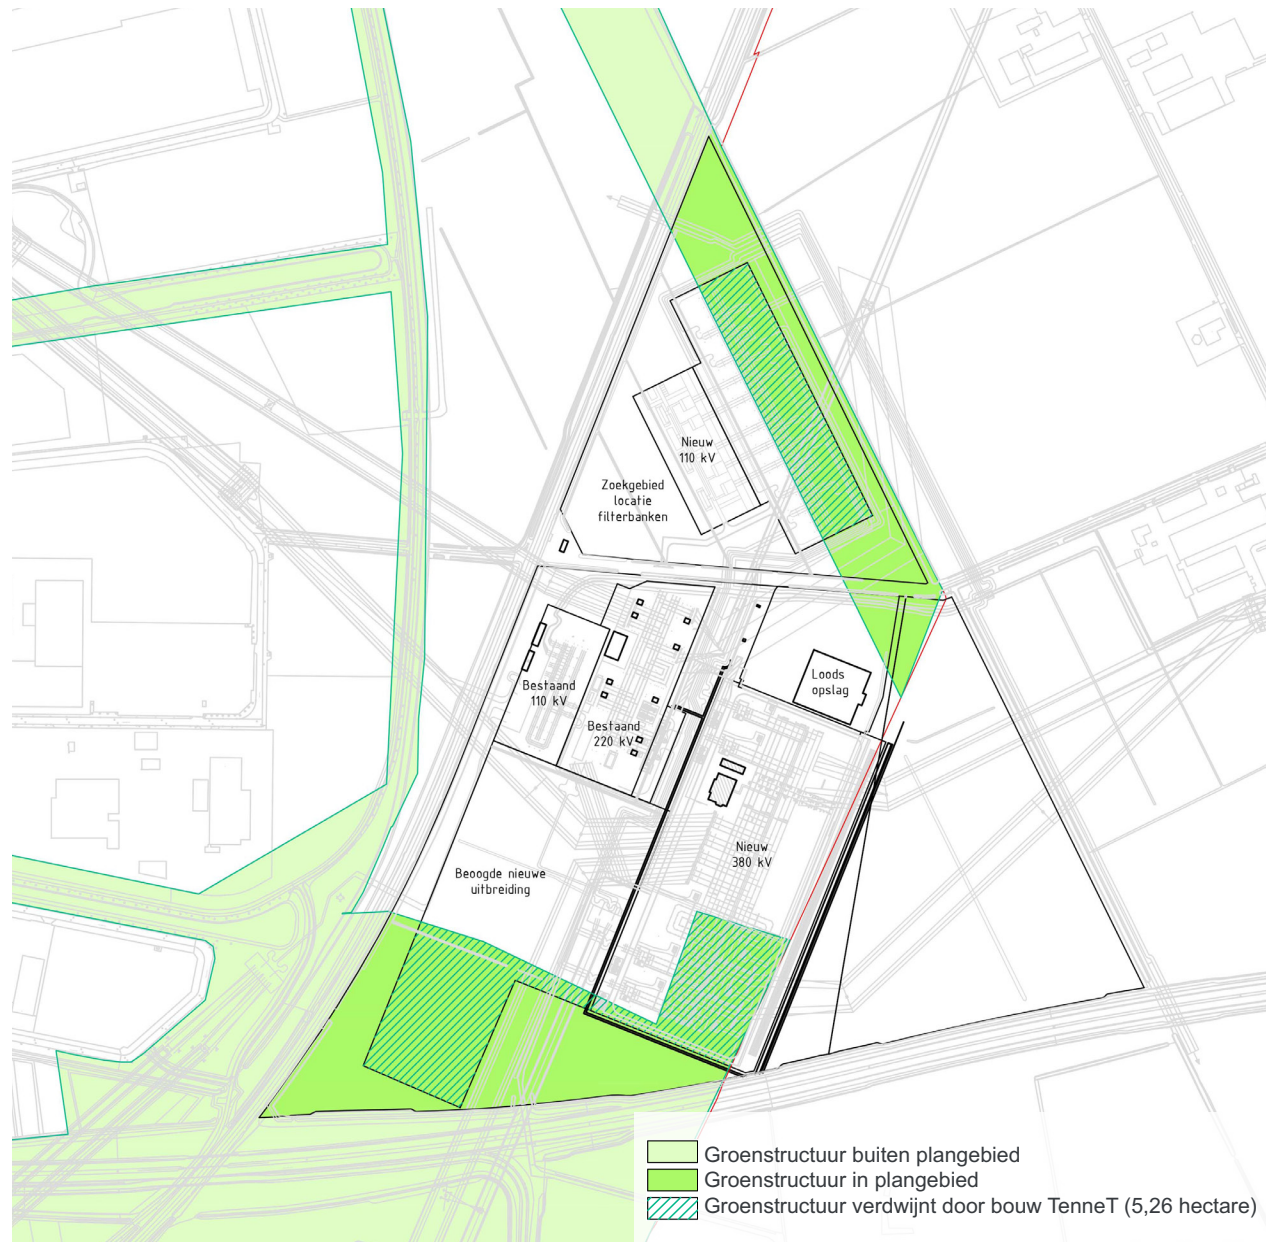 Nieuw
110 kV
Zoekgebied
locatie
filterbanken
Loods
opslag
Bestaand
110 kV
Bestaand
220 kV
Nieuw
380 kV
Beoogde nieuwe
uitbreiding
Groenstructuur buiten plangebied
Groenstructuur in plangebied
Groenstructuur verdwijnt door bouw TenneT (5,26 hectare)